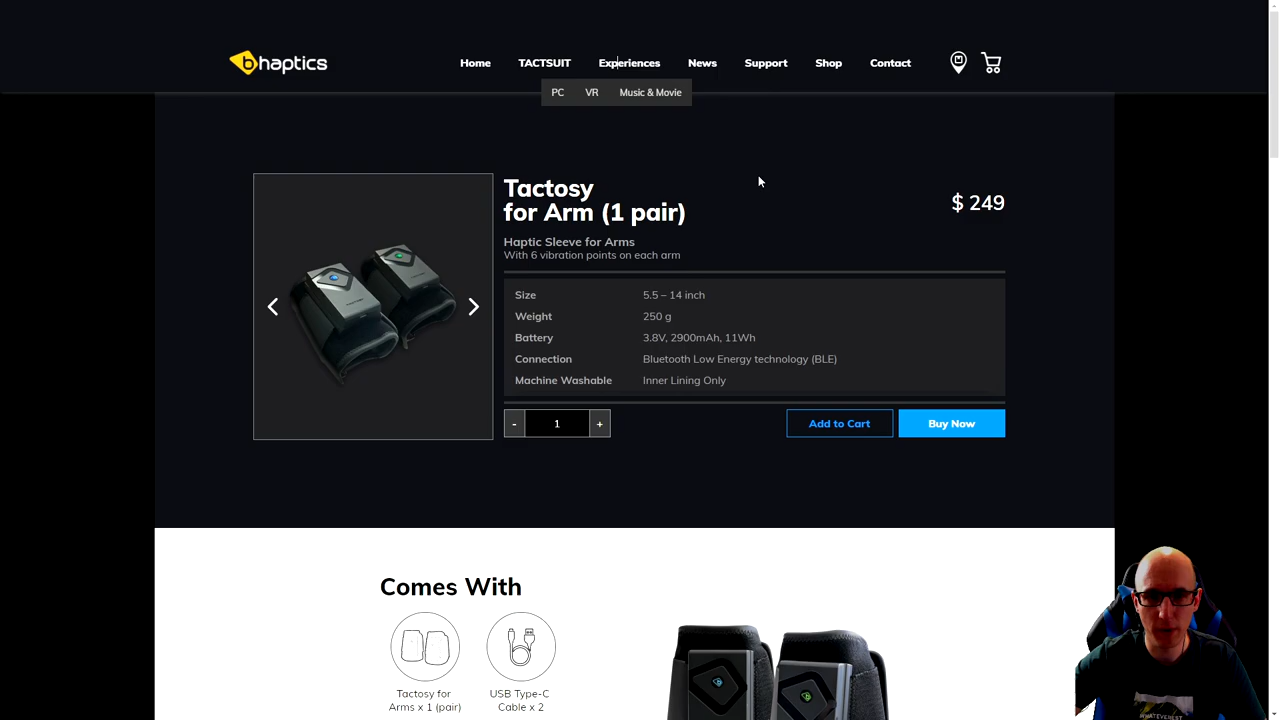 bhaptics
Home TACTSUIT Experiences News Support Shop Contact
PC VR Music & Movie
Tactosy
for Arm (1 pair)
$ 249
Haptic Sleeve for Arms
With 6 vibration points on each arm
Size 5.5 – 14 inch
Weight 250 g
Battery 3.8V, 2900mAh, 11Wh
Connection Bluetooth Low Energy technology (BLE)
Machine Washable Inner Lining Only
- 1 +
Add to Cart
Buy Now
Comes With
Tactosy for
Arms x 1 (pair)
USB Type-C
Cable x 2
WHATEVEREST